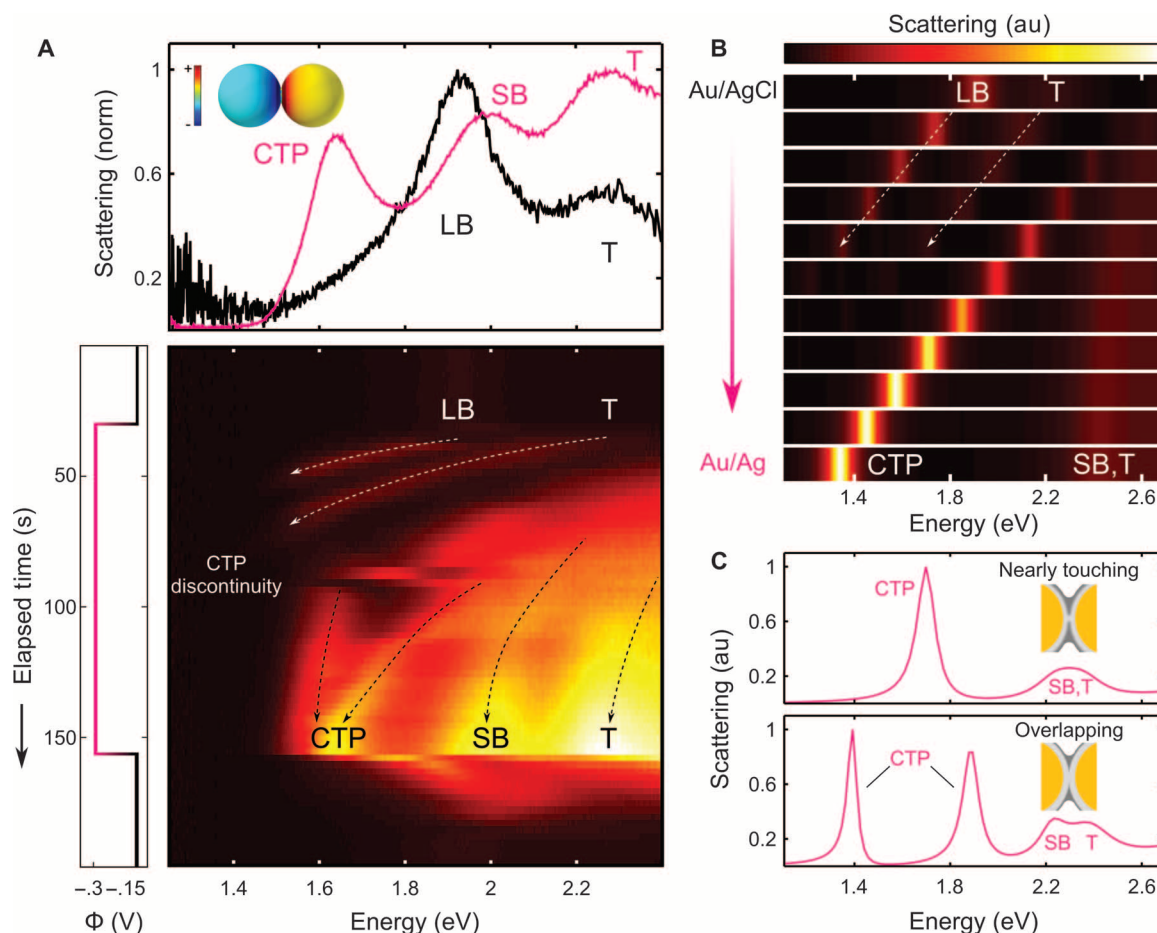 A
Scattering (norm)
1
0.6
0.2
+
-
CTP
LB
SB
T
LB
T
Elapsed time (s)
50
100
150
−.3
−.15
Φ (V)
LB
T
CTP
discontinuity
CTP
SB
T
1.4
1.6
1.8
2
2.2
Energy (eV)
B
Scattering (au)
Au/AgCl
LB
T
Au/Ag
CTP
SB,T
1.4
1.8
2.2
2.6
Energy (eV)
C
Scattering (au)
1
0.6
0.2
CTP
Nearly touching
SB,T
1
0.6
0.2
CTP
Overlapping
SB
T
1.4
1.8
2.2
2.6
Energy (eV)